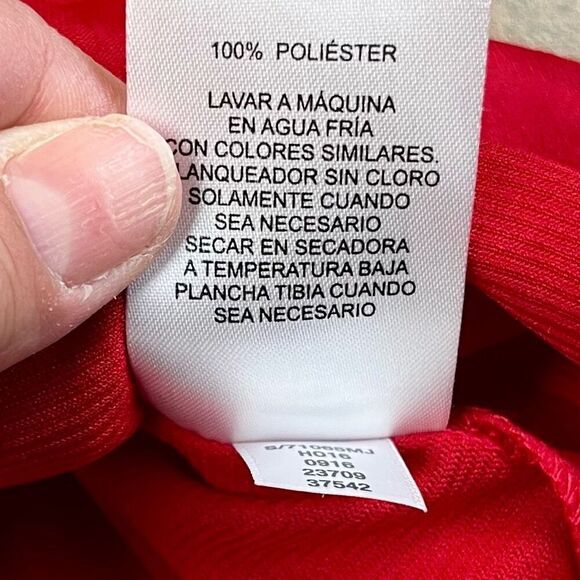 100% POLIÉSTER
LAVAR A MÁQUINA
EN AGUA FRÍA
CON COLORES SIMILARES.
LANQUEADOR SIN CLORO
SOLAMENTE CUANDO
SEA NECESARIO
SECAR EN SECADORA
A TEMPERATURA BAJA
PLANCHA TIBIA CUANDO
SEA NECESARIO
HO16
0916
23709
37542